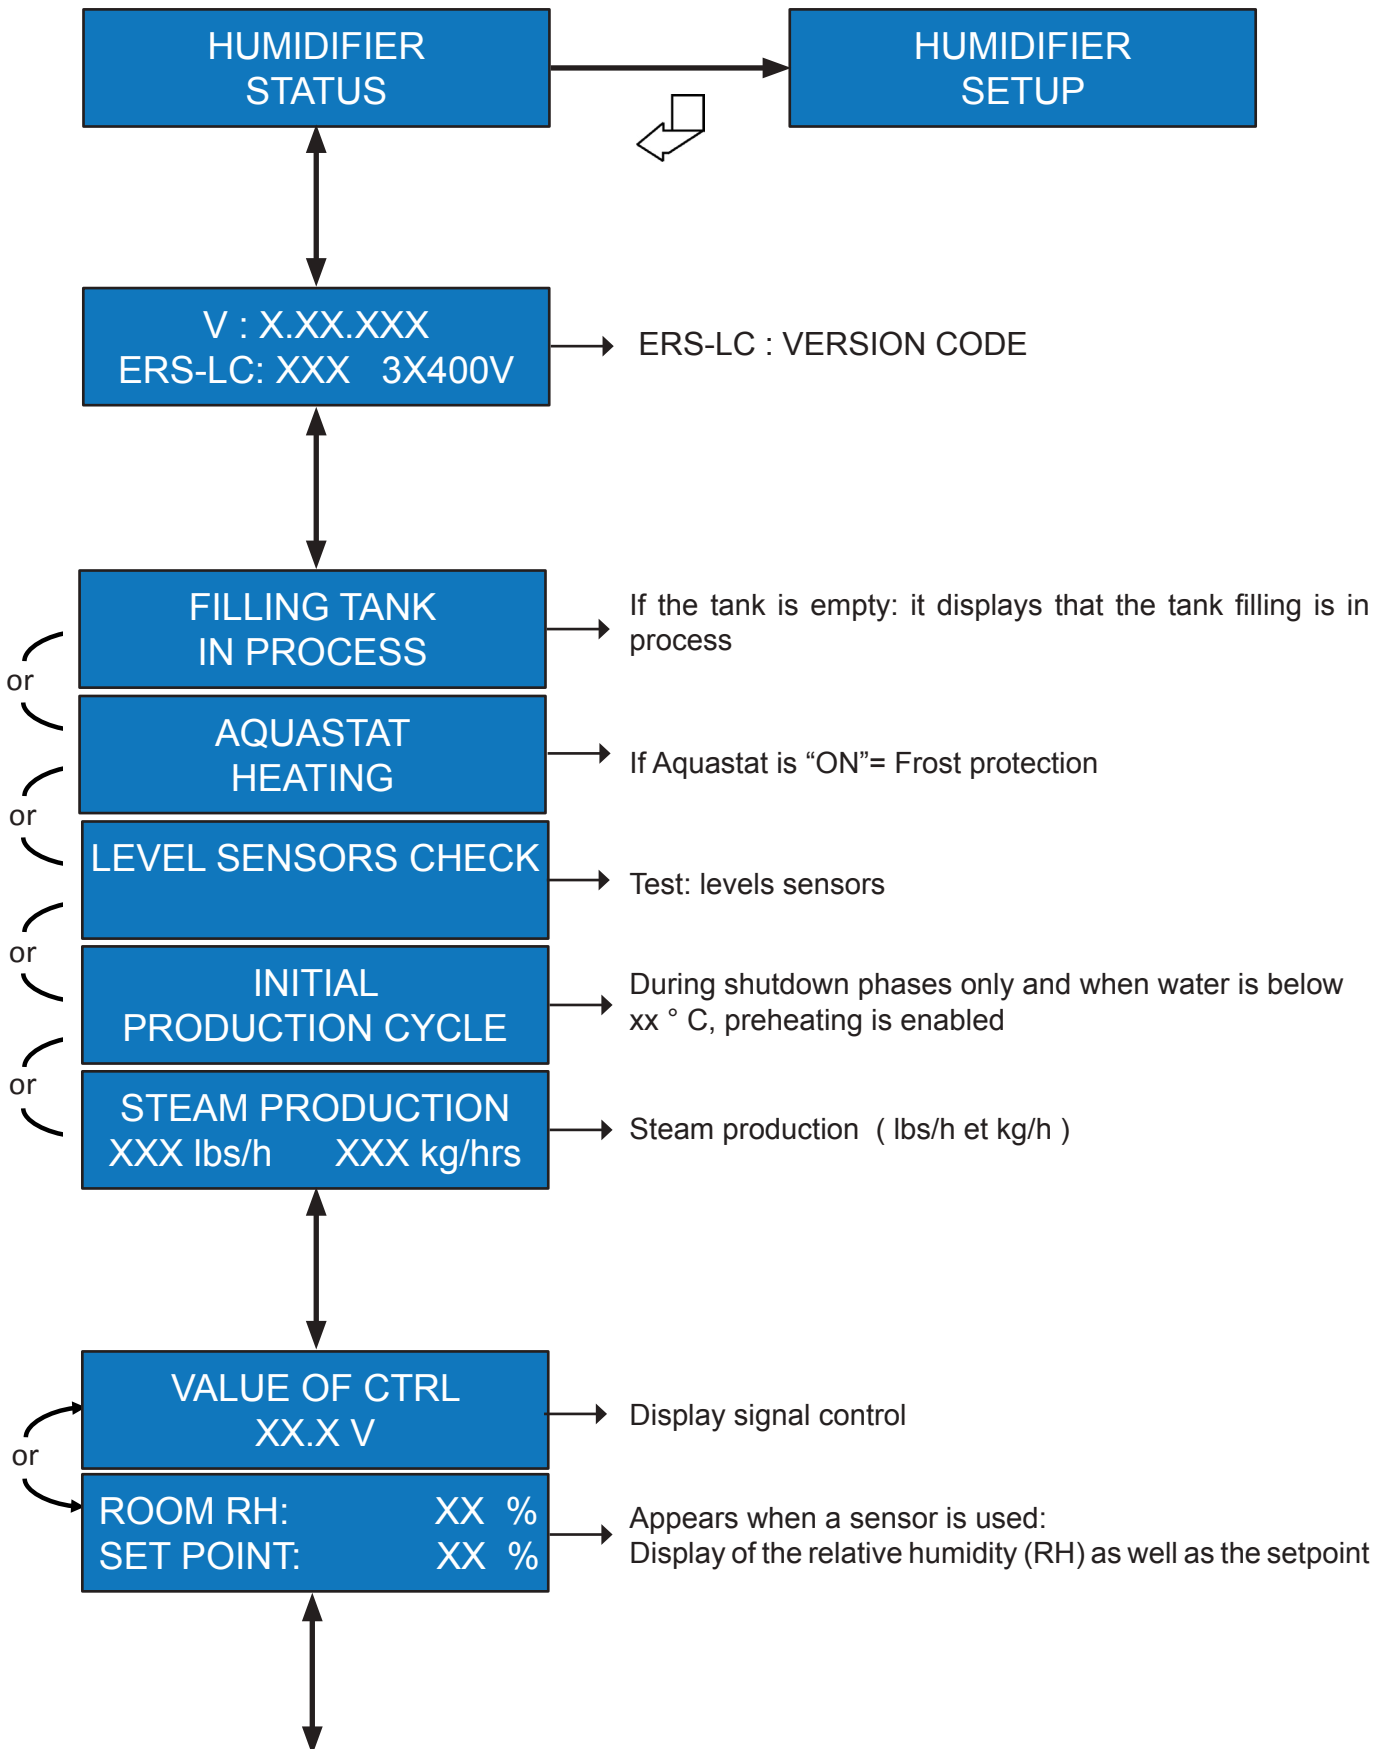 HUMIDIFIER
STATUS
HUMIDIFIER
SETUP
V : X.XX.XXX
ERS-LC: XXX 3X400V
ERS-LC : VERSION CODE
FILLING TANK
IN PROCESS
If the tank is empty: it displays that the tank filling is in
process
or
AQUASTAT
HEATING
If Aquastat is “ON”= Frost protection
or
LEVEL SENSORS CHECK
Test: levels sensors
or
INITIAL
PRODUCTION CYCLE
During shutdown phases only and when water is below
xx ° C, preheating is enabled
or
STEAM PRODUCTION
XXX lbs/h XXX kg/hrs
Steam production ( lbs/h et kg/h )
VALUE OF CTRL
XX.X V
Display signal control
or
ROOM RH: XX %
SET POINT: XX %
Appears when a sensor is used:
Display of the relative humidity (RH) as well as the setpoint